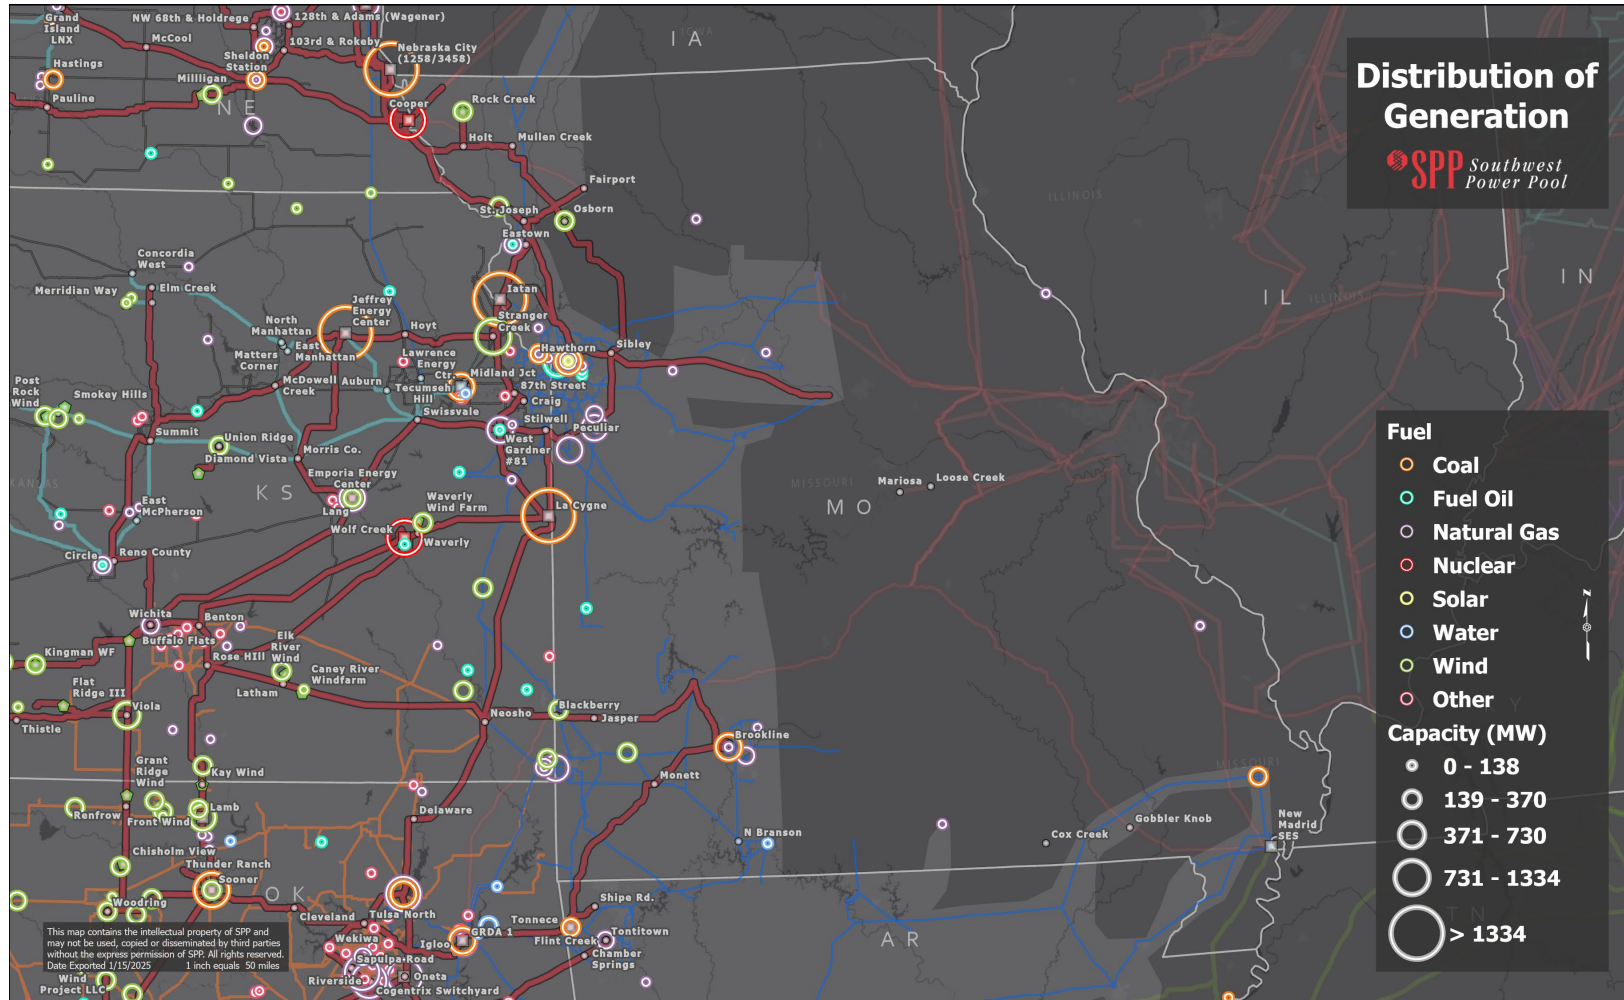 Grand
Island
LNX
NW 68th & Holdrege
128th & Adams (Wagener)
McCool
103rd & Rokeby
Sheldon
Station
Nebraska City
(1258/3458)
IA
Distribution of
Generation
SPP Southwest
Power Pool
Hastings
Milligan
Pauline
NE
Cooper
Rock Creek
Holt
Mullen Creek
Fairport
St. Joseph
Osborn
Eastown
ILLINOIS
Concordia
West
Merridian Way
Elm Creek
Jeffrey
Energy
Center
Iatan
Stranger
Creek
North
Manhattan
East
Manhattan
Matters
Corner
Hoyt
Hawthorn
Sibley
IL
ILLINOIS
IN
Lawrence
Energy
Ctr.
Midland Jct
Post
Rock
Wind
Smokey Hills
McDowell
Creek
Auburn
Tecumseh
Hill
87th Street
Craig
Swissvale
Stilwell
Peculiar
Summit
Union Ridge
Diamond Vista
Morris Co.
West
Gardner
#81
KANSAS
KS
Emporia Energy
Center
Lang
Waverly
Wind Farm
La Cygne
MISSOURI
MO
Mariosa
Loose Creek
East
McPherson
Wolf Creek
Waverly
Circle
Reno County
Wichita
Benton
Buffalo Flats
Elk
River
Wind
Kingman WF
Rose HIll
Caney River
Windfarm
Latham
Flat
Ridge III
Viola
Thistle
Neosho
Blackberry
Jasper
Brookline
Monett
Grant
Ridge
Wind
Kay Wind
Renfrow
Front Wind
Lamb
Delaware
N Branson
MISSOURI
Cox Creek
Gobbler Knob
New
Madrid
SES
Chisholm View
Thunder Ranch
Sooner
Woodring
OK
Cleveland
Tulsa North
Wekiwa
Igloo
GRDA 1
Tonnece
Shipe Rd.
Flint Creek
Tontitown
Chamber
Springs
AR
Sapulpa Road
Riverside
Oneta
Cogentrix Switchyard
Wind
Project LLC
This map contains the intellectual property of SPP and
may not be used, copied or disseminated by third parties
without the express permission of SPP. All rights reserved.
Date Exported 1/15/2025 1 inch equals 50 miles
Fuel
Coal
Fuel Oil
Natural Gas
Nuclear
Solar
Water
Wind
Other
N
Capacity (MW)
0 - 138
139 - 370
371 - 730
731 - 1334
> 1334
TN